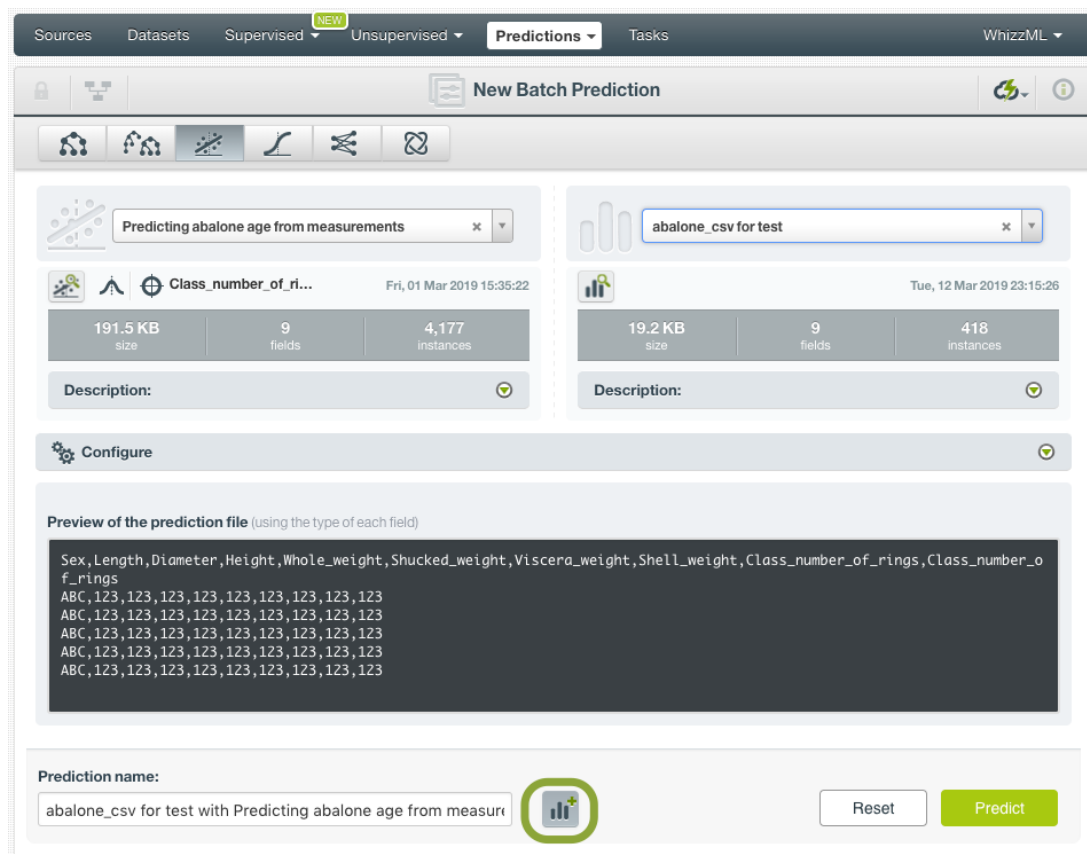 NEW
Sources Datasets Supervised Unsupervised Predictions Tasks WhizzML
New Batch Prediction
Predicting abalone age from measurements × abalone_csv for test ×
Class_number_of_ri... Fri, 01 Mar 2019 15:35:22 Tue, 12 Mar 2019 23:15:26
191.5 KB 9 4,177 19.2 KB 9 418
size fields instances size fields instances
Description: Description:
Configure
Preview of the prediction file (using the type of each field)
Sex,Length,Diameter,Height,Whole_weight,Shucked_weight,Viscera_weight,Shell_weight,Class_number_of_rings,Class_number_o
f_rings
ABC,123,123,123,123,123,123,123,123,123
ABC,123,123,123,123,123,123,123,123,123
ABC,123,123,123,123,123,123,123,123,123
ABC,123,123,123,123,123,123,123,123,123
ABC,123,123,123,123,123,123,123,123,123
Prediction name:
abalone_csv for test with Predicting abalone age from measure Reset Predict